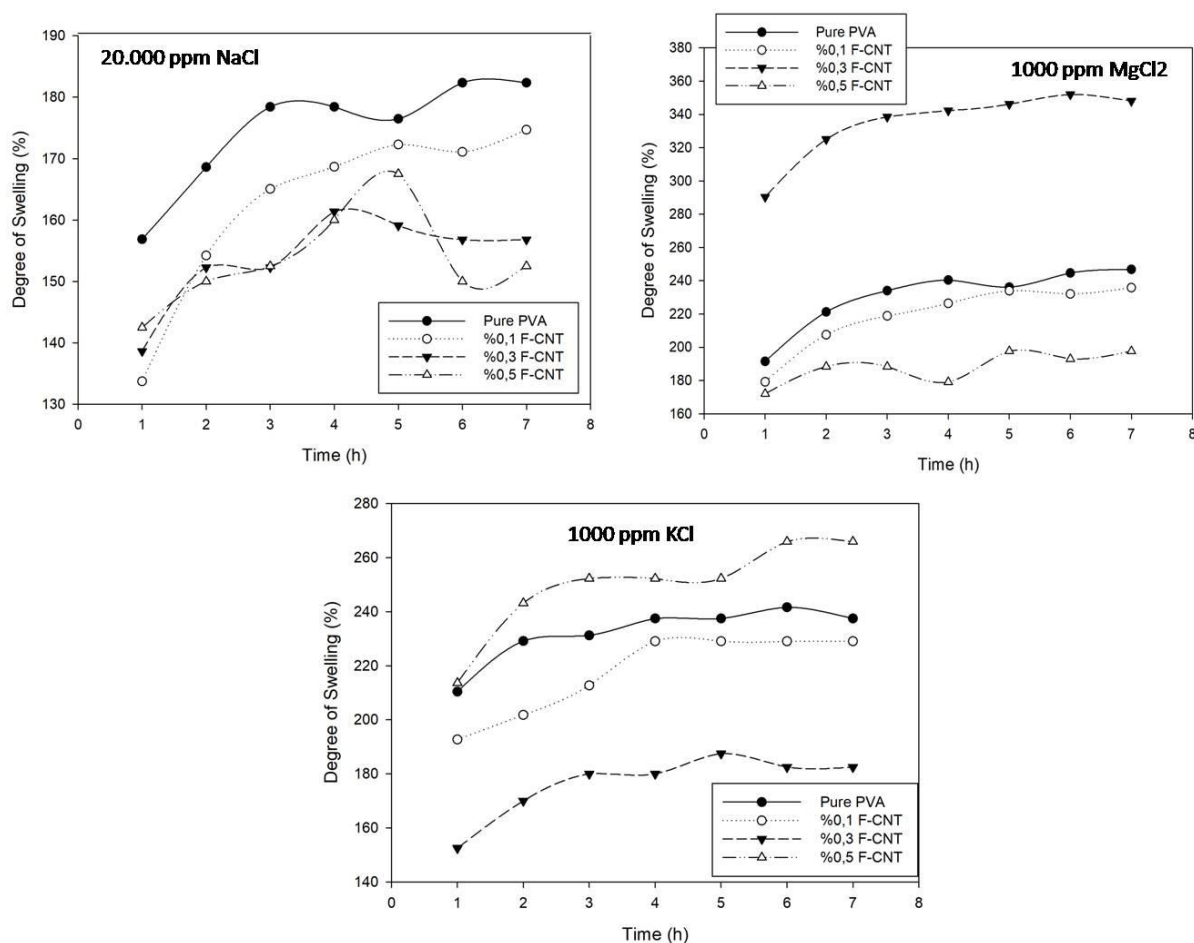 20.000 ppm NaCl
Degree of Swelling (%)
190
180
170
160
150
140
130
0 1 2 3 4 5 6 7 8
Time (h)
Pure PVA
%0,1 F-CNT
%0,3 F-CNT
%0,5 F-CNT
Pure PVA
%0,1 F-CNT
%0,3 F-CNT
%0,5 F-CNT
1000 ppm MgCl2
Degree of Swelling (%)
380
360
340
320
300
280
260
240
220
200
180
160
0 1 2 3 4 5 6 7 8
Time (h)
1000 ppm KCl
Degree of Swelling (%)
280
260
240
220
200
180
160
140
0 1 2 3 4 5 6 7 8
Time (h)
Pure PVA
%0,1 F-CNT
%0,3 F-CNT
%0,5 F-CNT